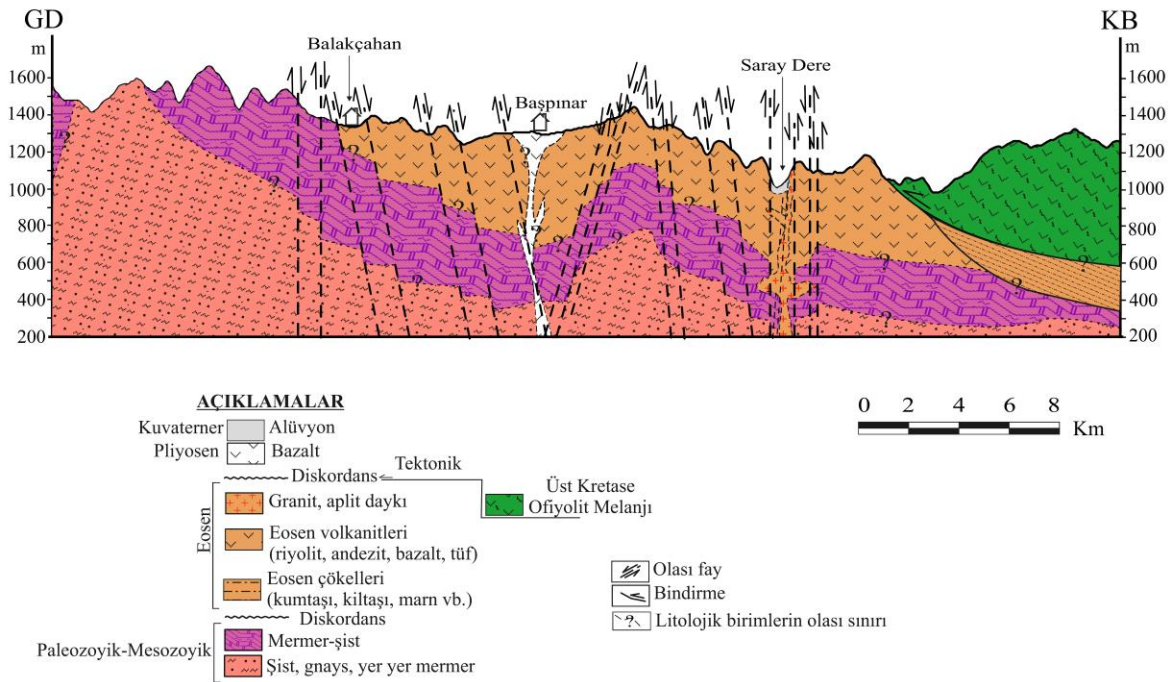 GD
KB
m
m
Balakçahan
Saray Dere
Başpınar
1600
1400
1200
1000
800
600
400
200
1600
1400
1200
1000
800
600
400
200
? ? ? ? ? ? ? ? ? ? ? ?
AÇIKLAMALAR
Kuvaterner Alüvyon
Pliyosen Bazalt
Diskordans Tektonik
Üst Kretase
Ofiyolit Melanjı
Eosen
Granit, aplit daykı
Eosen volkanitleri
(riyolit, andezit, bazalt, tüf)
Eosen çökelleri
(kumtaşı, kiltaşı, marn vb.)
Diskordans
Paleozoyik-Mesozoyik
Mermer-şist
Şist, gnays, yer yer mermer
0 2 4 6 8
Km
Olası fay
Bindirme
? Litolojik birimlerin olası sınırı